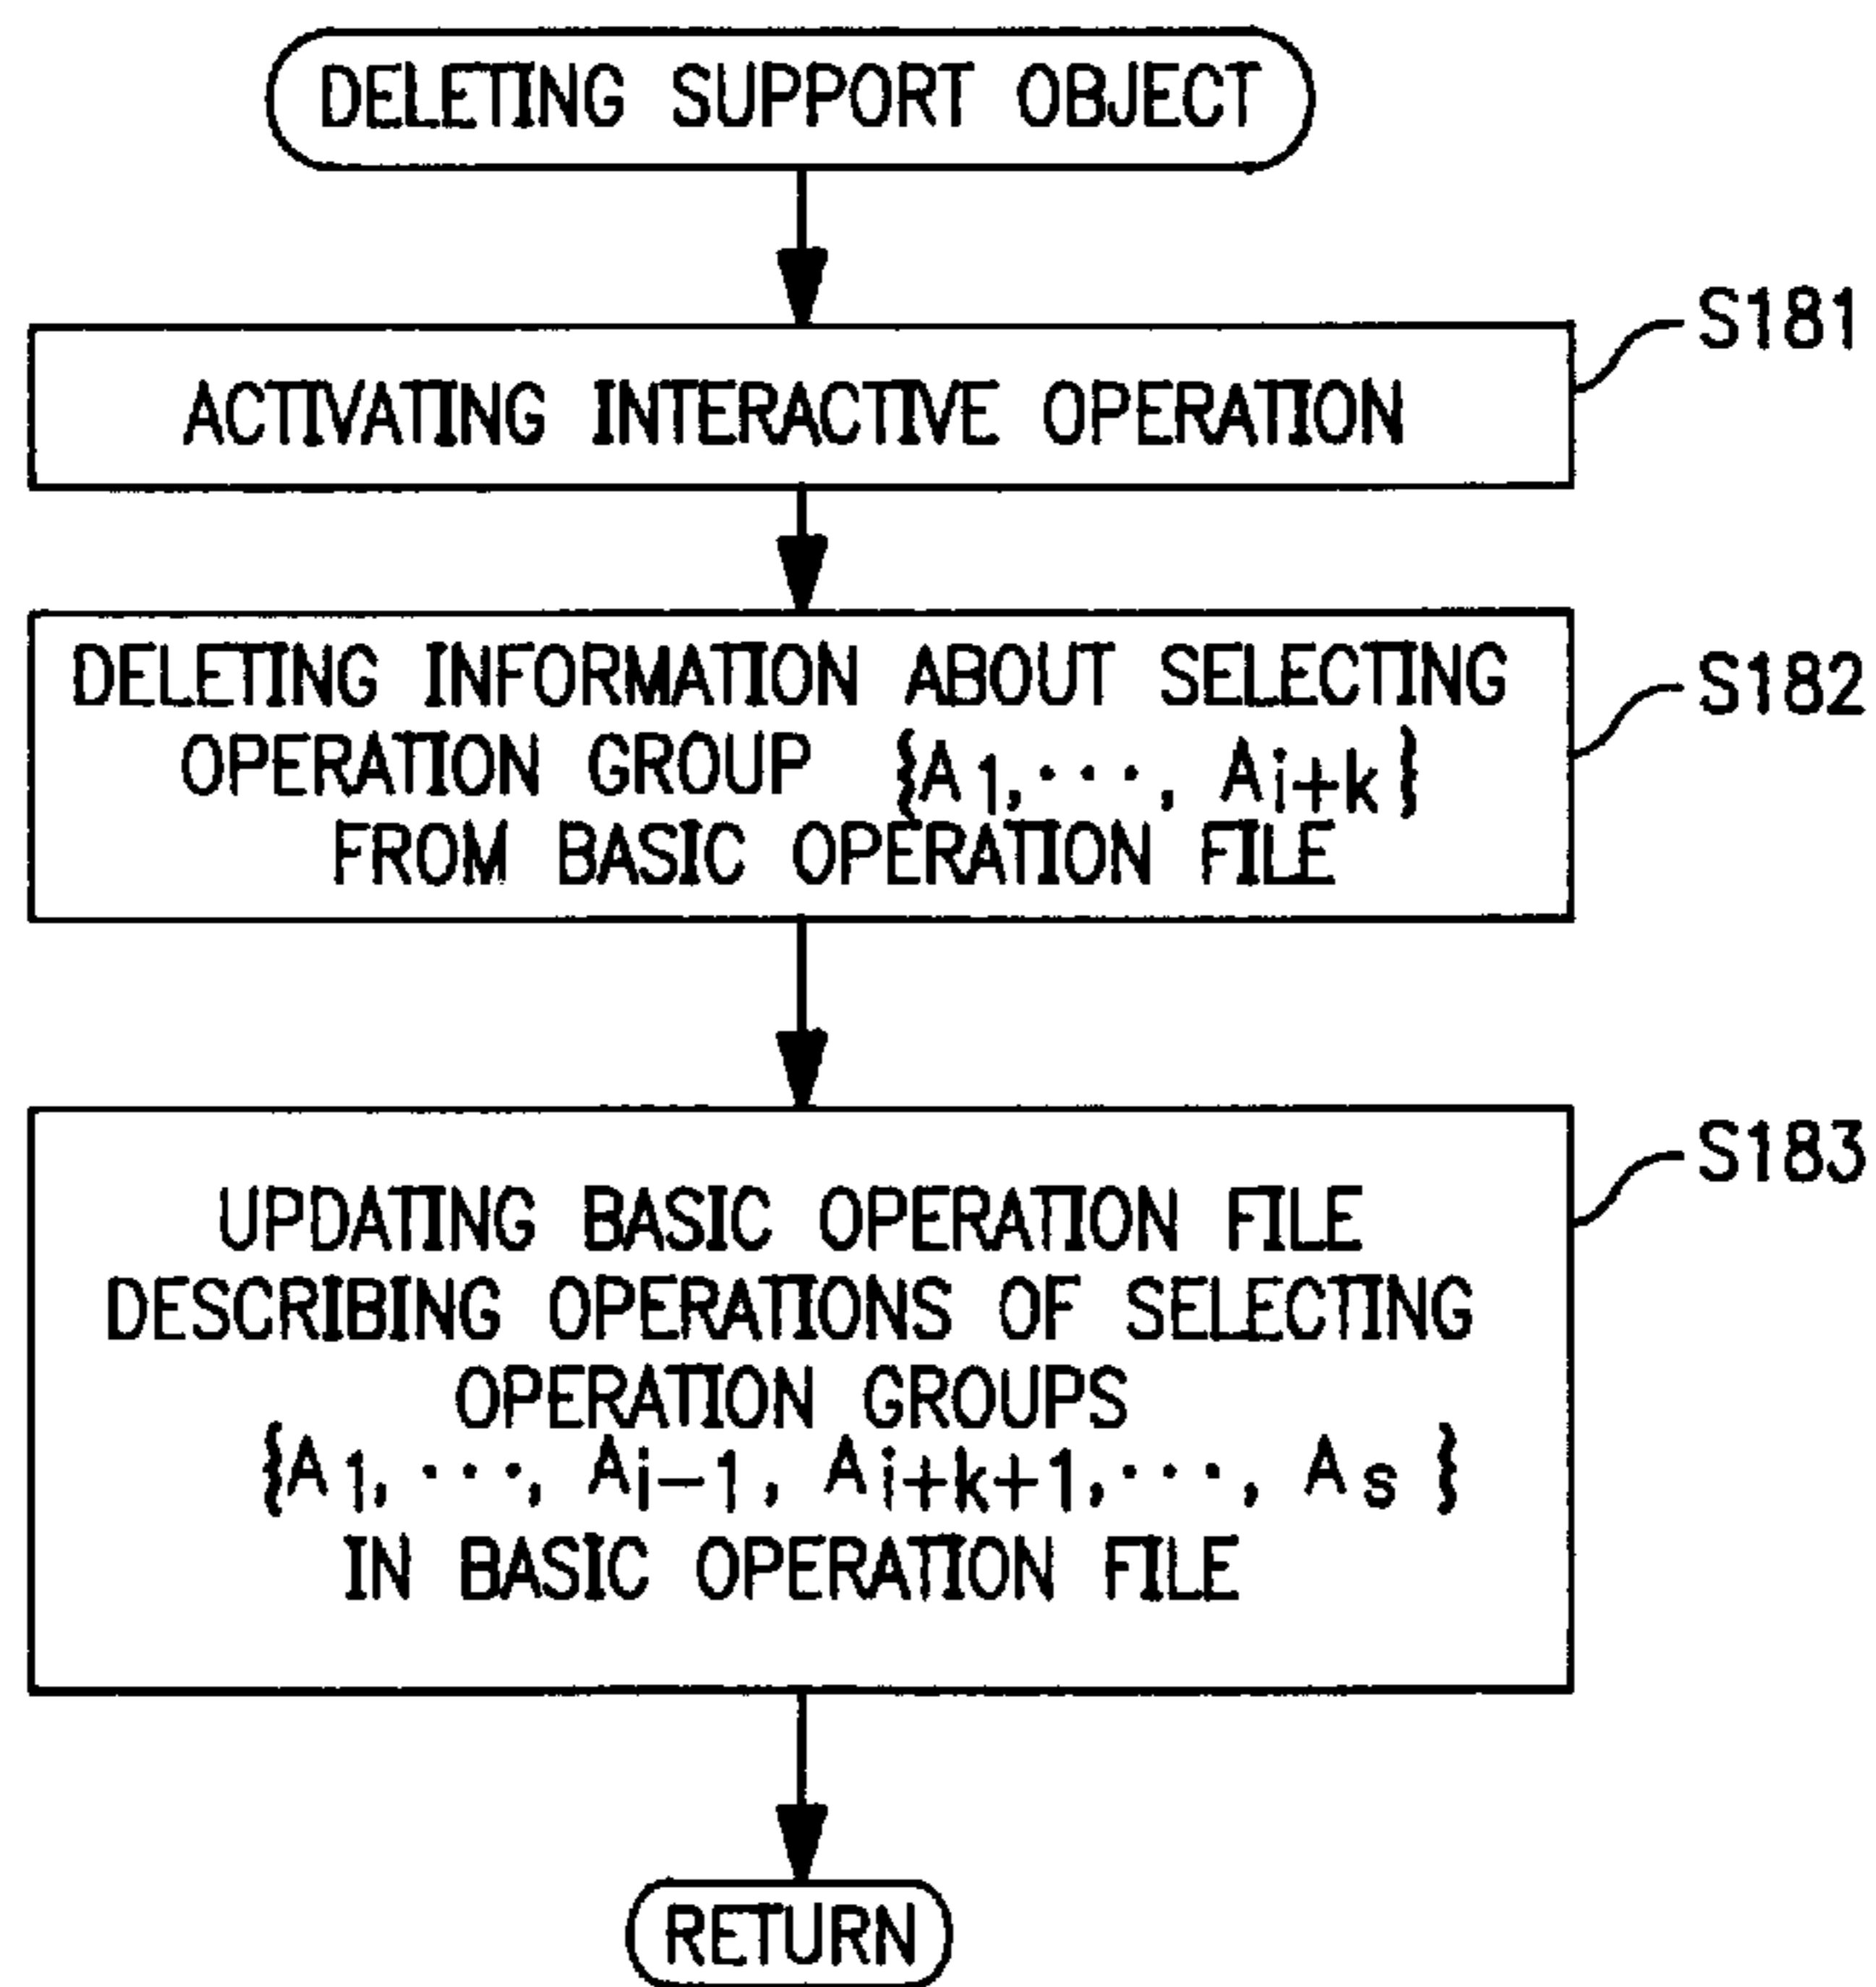 DELETING SUPPORT OBJECT
S181
ACTIVATING INTERACTIVE OPERATION
S182
DELETING INFORMATION ABOUT SELECTING
OPERATION GROUP {A1,···, Ai+k}
FROM BASIC OPERATION FILE
S183
UPDATING BASIC OPERATION FILE
DESCRIBING OPERATIONS OF SELECTING
OPERATION GROUPS
{A1,···, Ai−1, Ai+k+1,···, As}
IN BASIC OPERATION FILE
RETURN